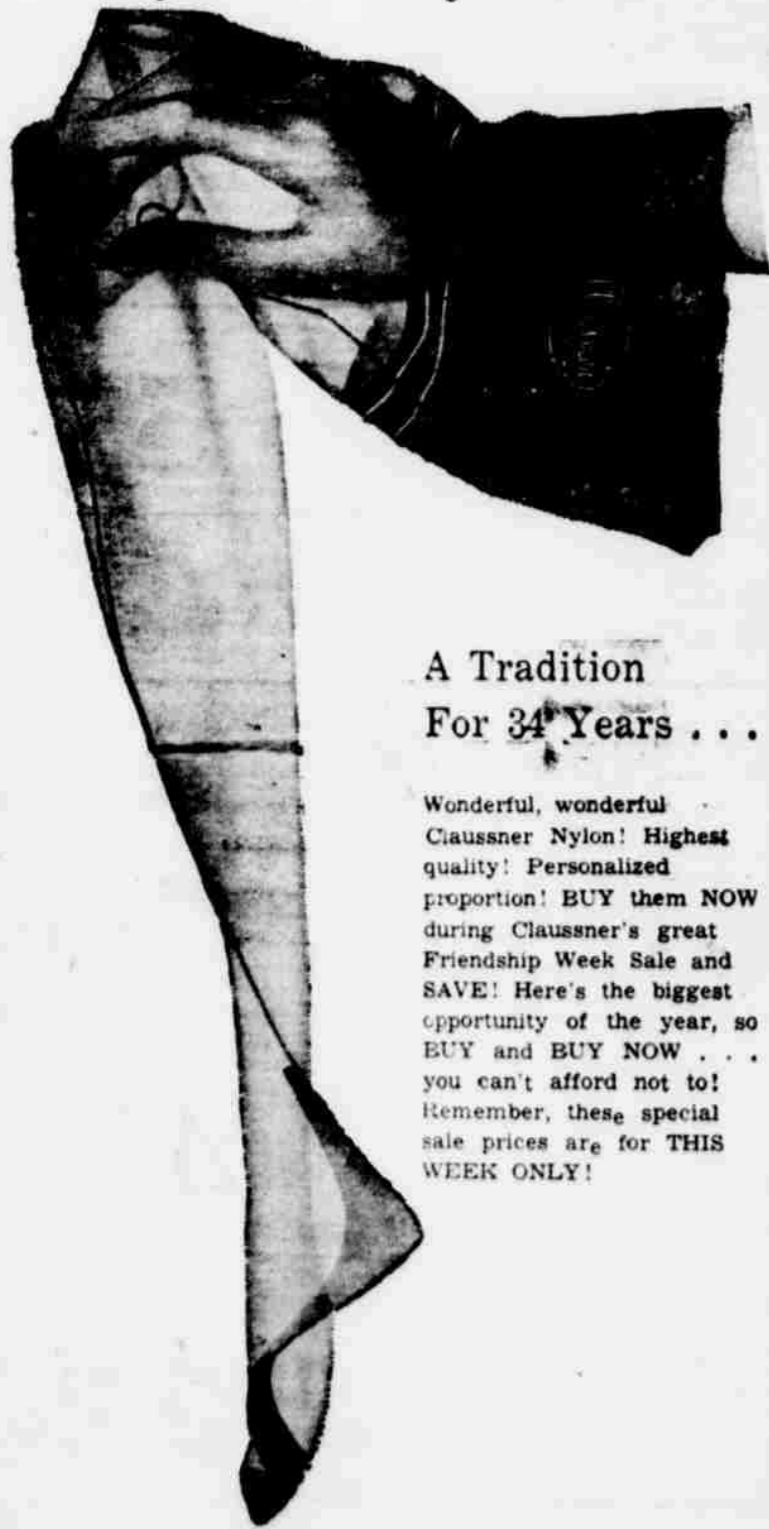 A Tradition
For 34 Years . . .
Wonderful, wonderful
Claussner Nylon! Highest
quality! Personalized
proportion! BUY them NOW
during Claussner's great
Friendship Week Sale and
SAVE! Here's the biggest
opportunity of the year, so
BUY and BUY NOW . . .
you can't afford not to!
Remember, these special
sale prices are for THIS
WEEK ONLY!